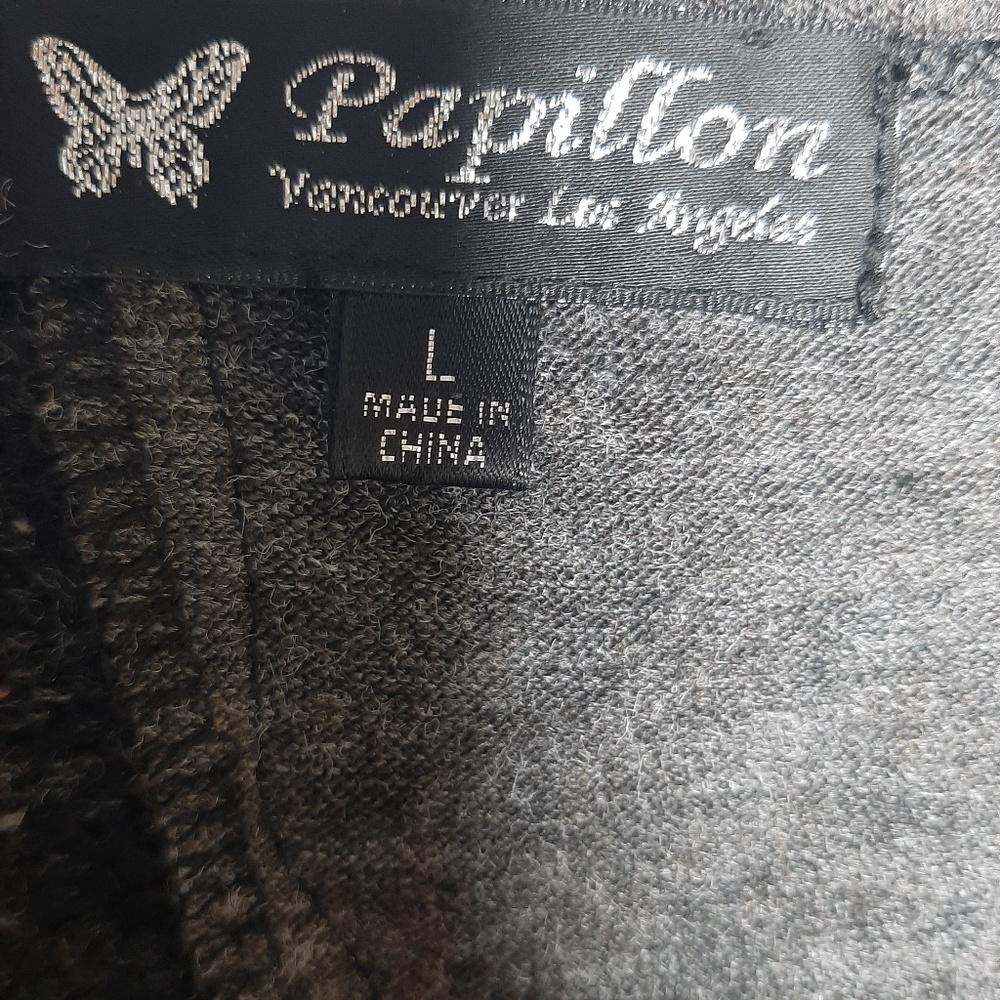 Papillon
Vancouver Los Angeles
L
MADE IN
CHINA